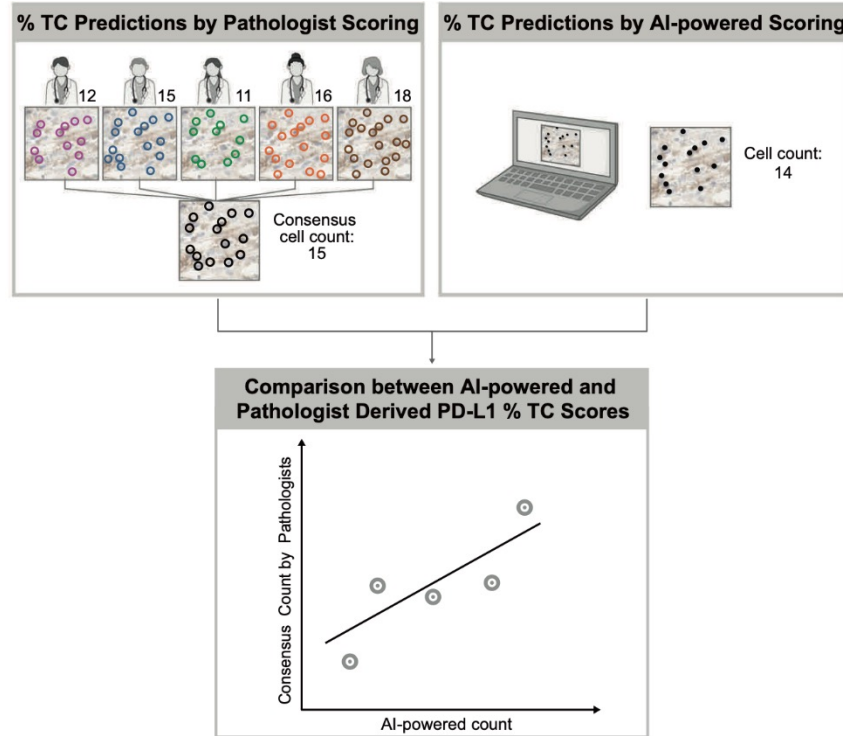 % TC Predictions by Pathologist Scoring
12
15
11
16
18
Consensus
cell count:
15
% TC Predictions by AI-powered Scoring
Cell count:
14
Comparison between AI-powered and
Pathologist Derived PD-L1 % TC Scores
Consensus Count by Pathologists
AI-powered count